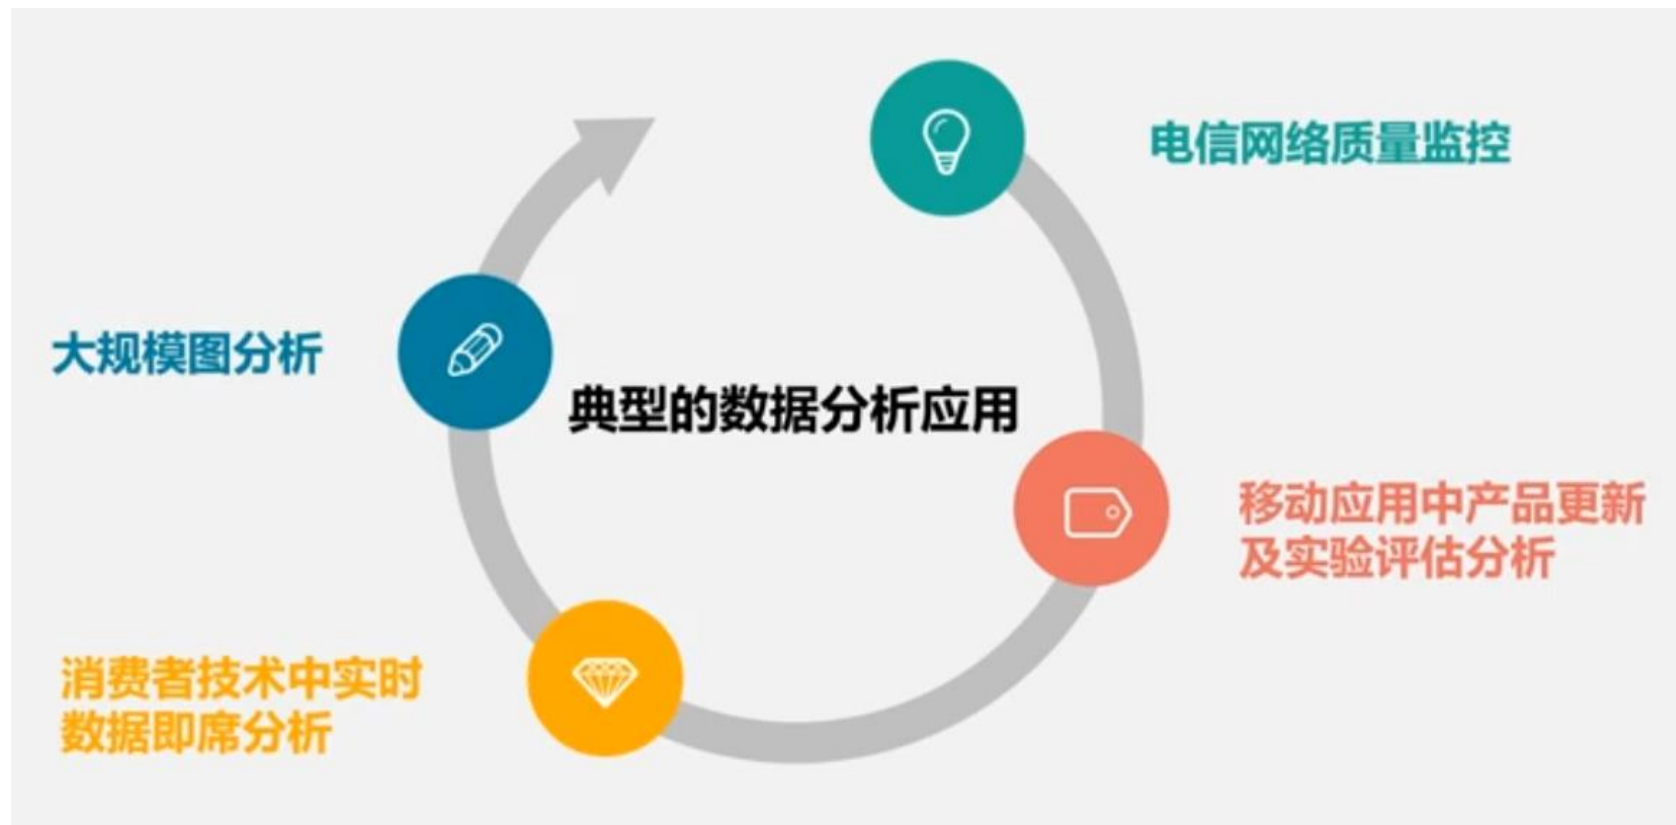 电信网络质量监控
大规模图分析
典型的数据分析应用
移动应用中产品更新
及实验评估分析
消费者技术中实时
数据即席分析